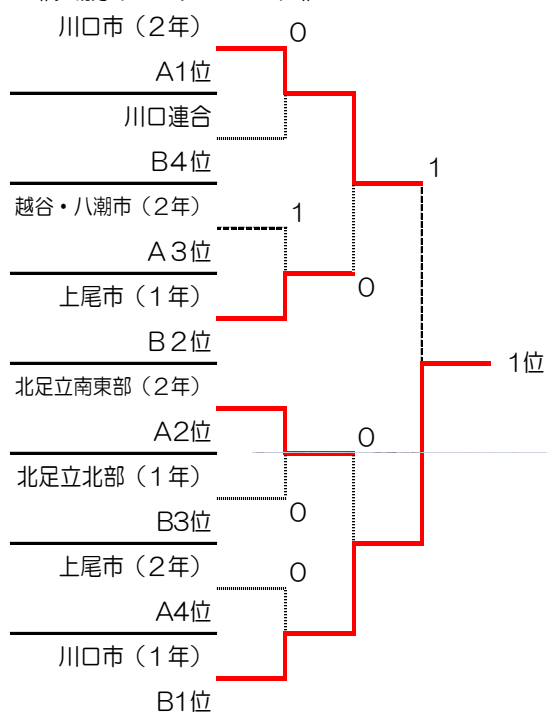 川口市（２年）
0
A1位
川口連合
B4位
1
越谷・八潮市（２年）
1
A３位
上尾市（１年）
0
B２位
1位
北足立南東部（２年）
A2位
0
北足立北部（１年）
0
B3位
上尾市（２年）
0
A4位
川口市（１年）
B1位